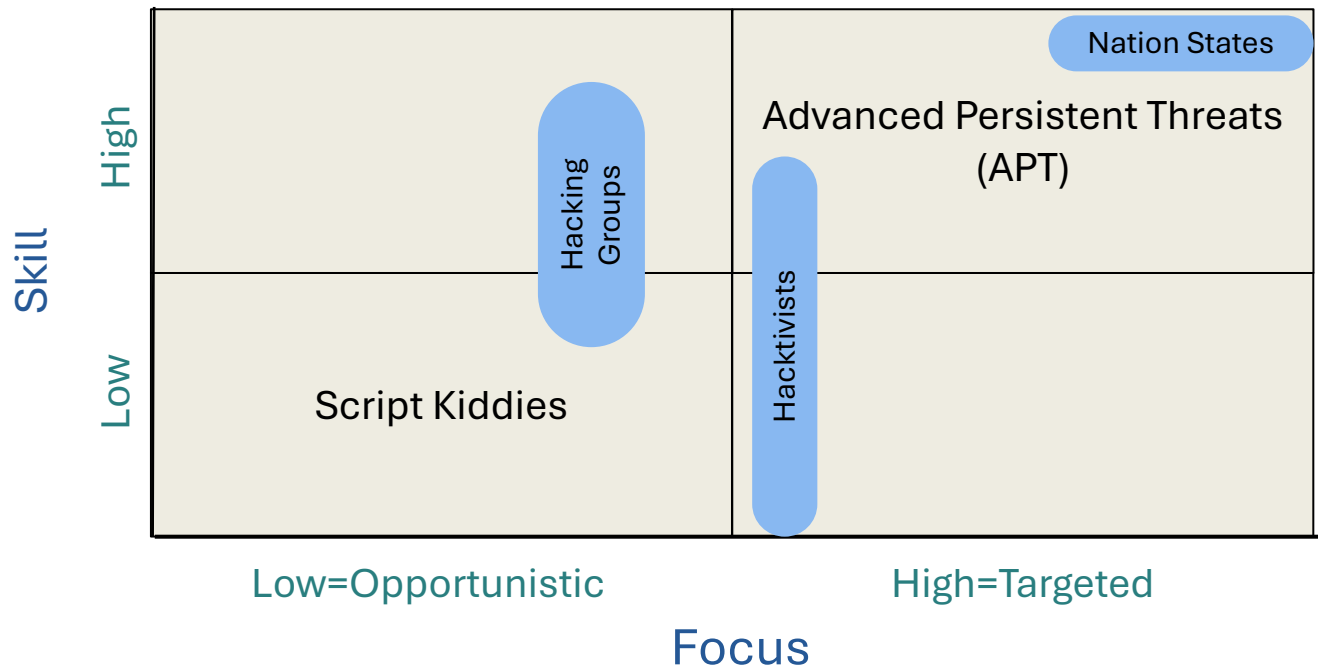 Nation States
Advanced Persistent Threats
(APT)
Hacking
Groups
Hacktivists
Script Kiddies
High
Low
Skill
Low=Opportunistic
High=Targeted
Focus